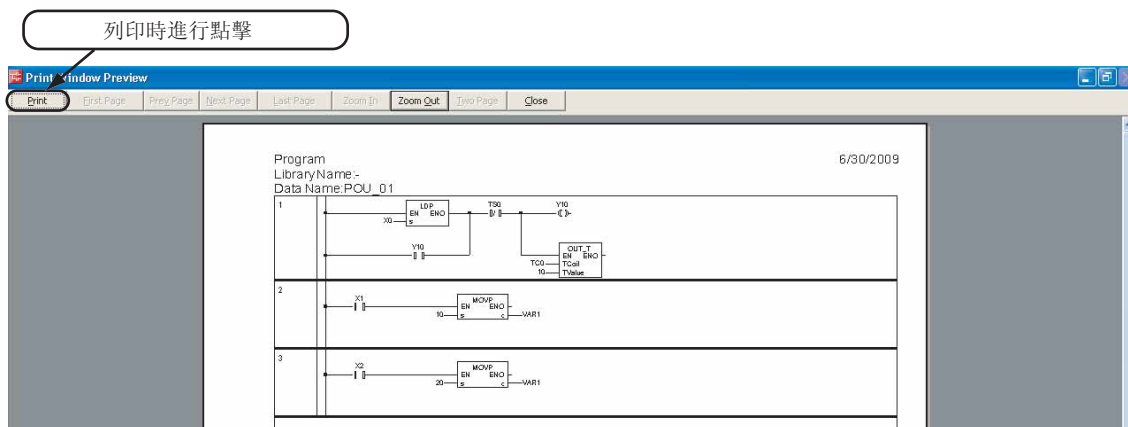 列印時進行點擊
Print Window Preview
Print First Page Prev Page Next Page Last Page Zoom In Zoom Out Two Page Close
Program 6/30/2009
LibraryName:-
Data Name:POU_01
1
LDP
EN ENO
X0 s
TS0
Y10
Y10
OUT_T
EN ENO
TC0 TCoil
10 TValue
2
X1
MOVP
EN ENO
10 s d VAR1
3
X2
MOVP
EN ENO
20 s d VAR1